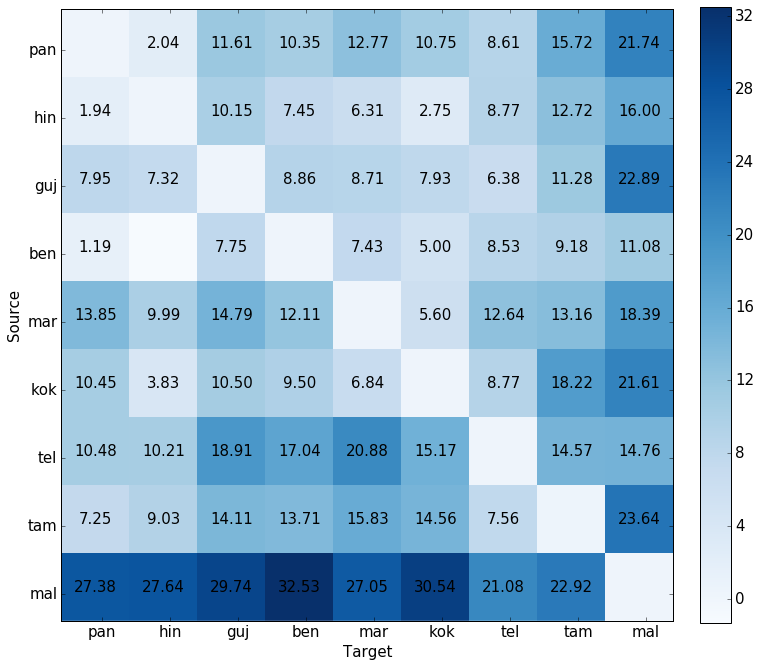 pan 2.04 11.61 10.35 12.77 10.75 8.61 15.72 21.74
hin 1.94 10.15 7.45 6.31 2.75 8.77 12.72 16.00
guj 7.95 7.32 8.86 8.71 7.93 6.38 11.28 22.89
ben 1.19 7.75 7.43 5.00 8.53 9.18 11.08
mar 13.85 9.99 14.79 12.11 5.60 12.64 13.16 18.39
kok 10.45 3.83 10.50 9.50 6.84 8.77 18.22 21.61
tel 10.48 10.21 18.91 17.04 20.88 15.17 14.57 14.76
tam 7.25 9.03 14.11 13.71 15.83 14.56 7.56 23.64
mal 27.38 27.64 29.74 32.53 27.05 30.54 21.08 22.92
pan hin guj ben mar kok tel tam mal
Target
Source
32
28
24
20
16
12
8
4
0